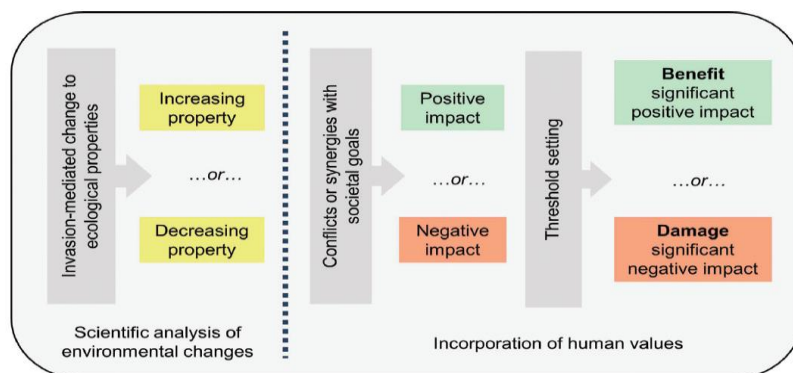 Invasion-mediated change to
ecological properties
Increasing
property
...or...
Decreasing
property
Scientific analysis of
environmental changes
Conflicts or synergies with
societal goals
Positive
impact
...or...
Negative
impact
Threshold setting
Benefit
significant
positive impact
...or...
Damage
significant
negative impact
Incorporation of human values